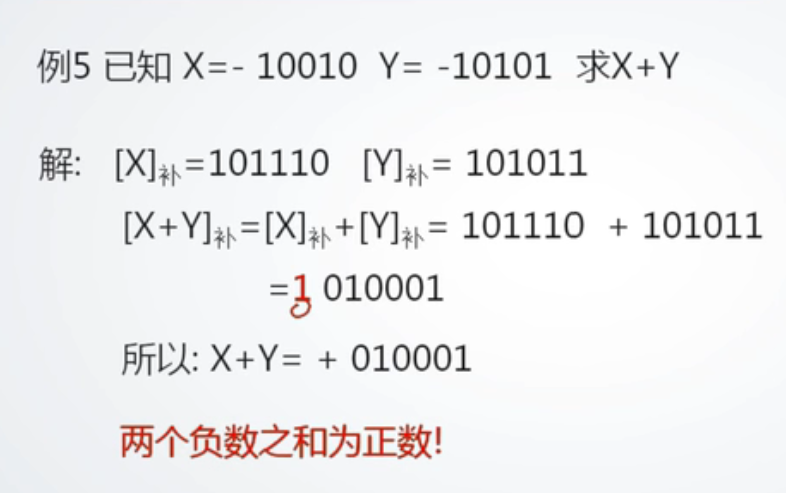 例5 已知 X=- 10010 Y= -10101 求X+Y
解: [X]补=101110 [Y]补= 101011
[X+Y]补=[X]补+[Y]补= 101110 + 101011
=1 010001
所以: X+Y= + 010001
两个负数之和为正数!